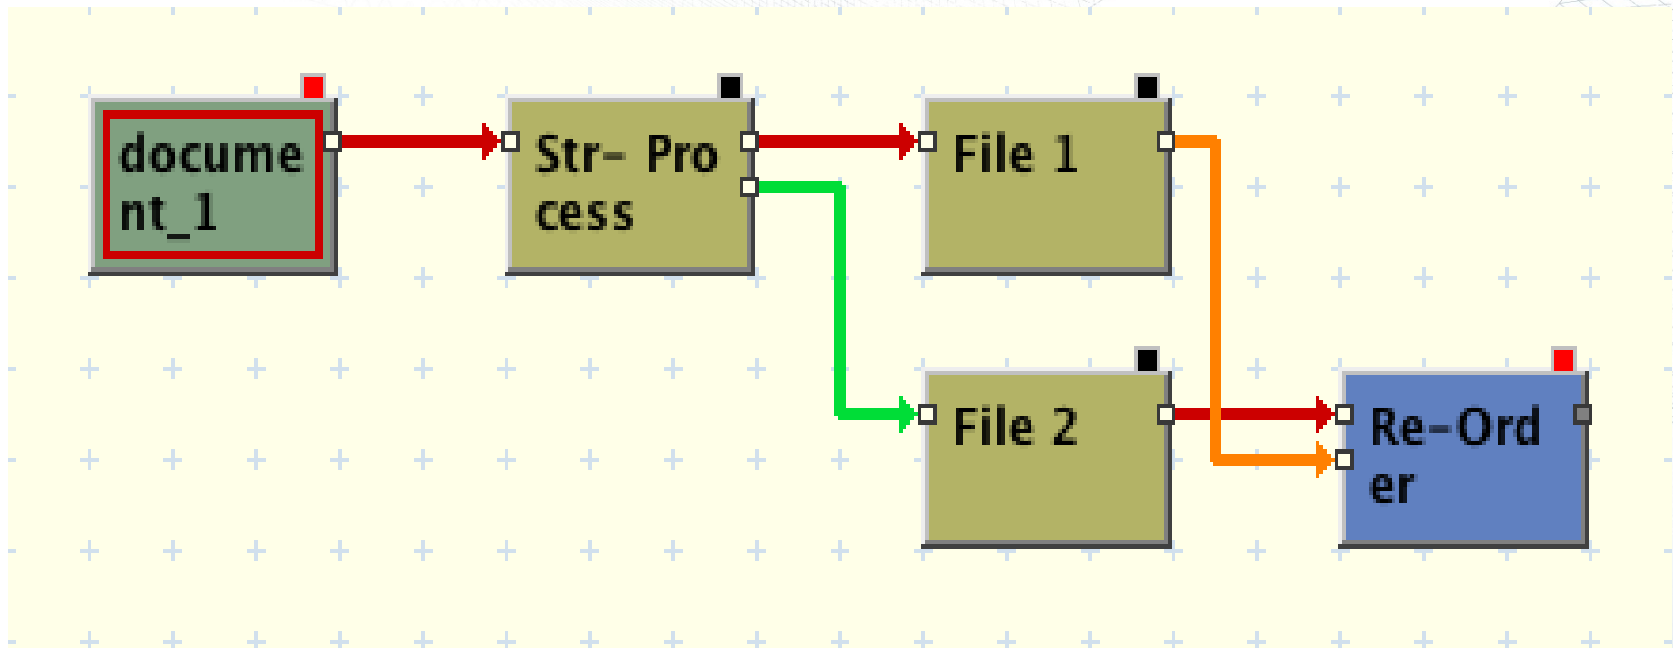 docume
nt_1
Str- Pro
cess
File 1
File 2
Re-Ord
er